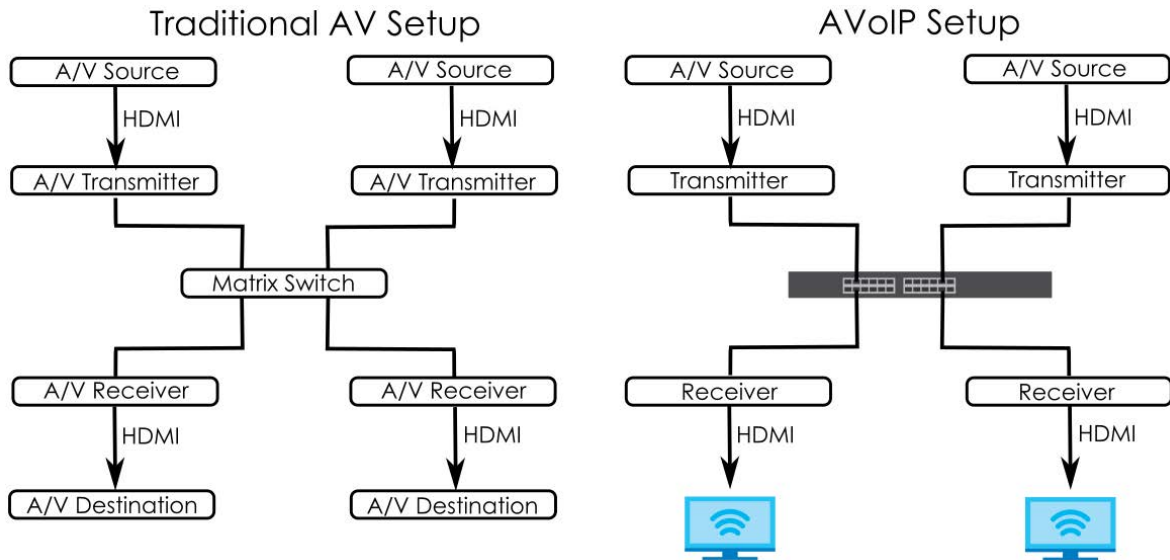 Traditional AV Setup
A/V Source
A/V Source
HDMI
HDMI
A/V Transmitter
A/V Transmitter
Matrix Switch
A/V Receiver
A/V Receiver
HDMI
HDMI
A/V Destination
A/V Destination
AVoIP Setup
A/V Source
A/V Source
HDMI
HDMI
Transmitter
Transmitter
Receiver
Receiver
HDMI
HDMI